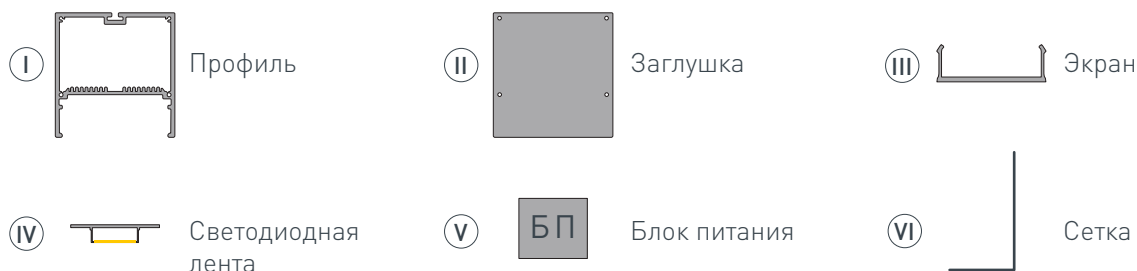 I
Профиль
II
Заглушка
III
Экран
IV
Светодиодная
лента
V
БП
Блок питания
VI
Сетка